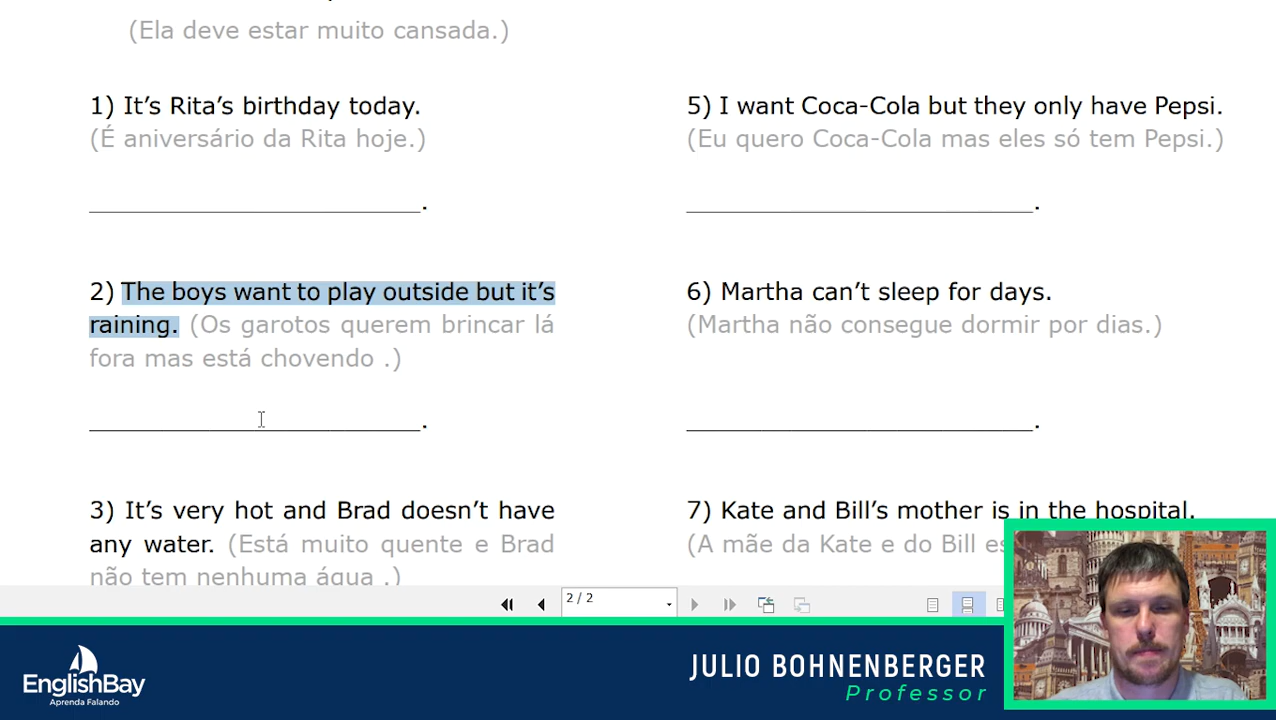 (Ela deve estar muito cansada.)
1) It’s Rita’s birthday today.
(É aniversário da Rita hoje.)
____________________.
2) The boys want to play outside but it’s
raining. (Os garotos querem brincar lá
fora mas está chovendo .)
____________________.
3) It’s very hot and Brad doesn’t have
any water. (Está muito quente e Brad
não tem nenhuma água .)
5) I want Coca-Cola but they only have Pepsi.
(Eu quero Coca-Cola mas eles só tem Pepsi.)
____________________.
6) Martha can’t sleep for days.
(Martha não consegue dormir por dias.)
____________________.
7) Kate and Bill’s mother is in the hospital.
(A mãe da Kate e do Bill es
2 / 2
EnglishBay
Aprenda Falando
JULIO BOHNENBERGER
Professor